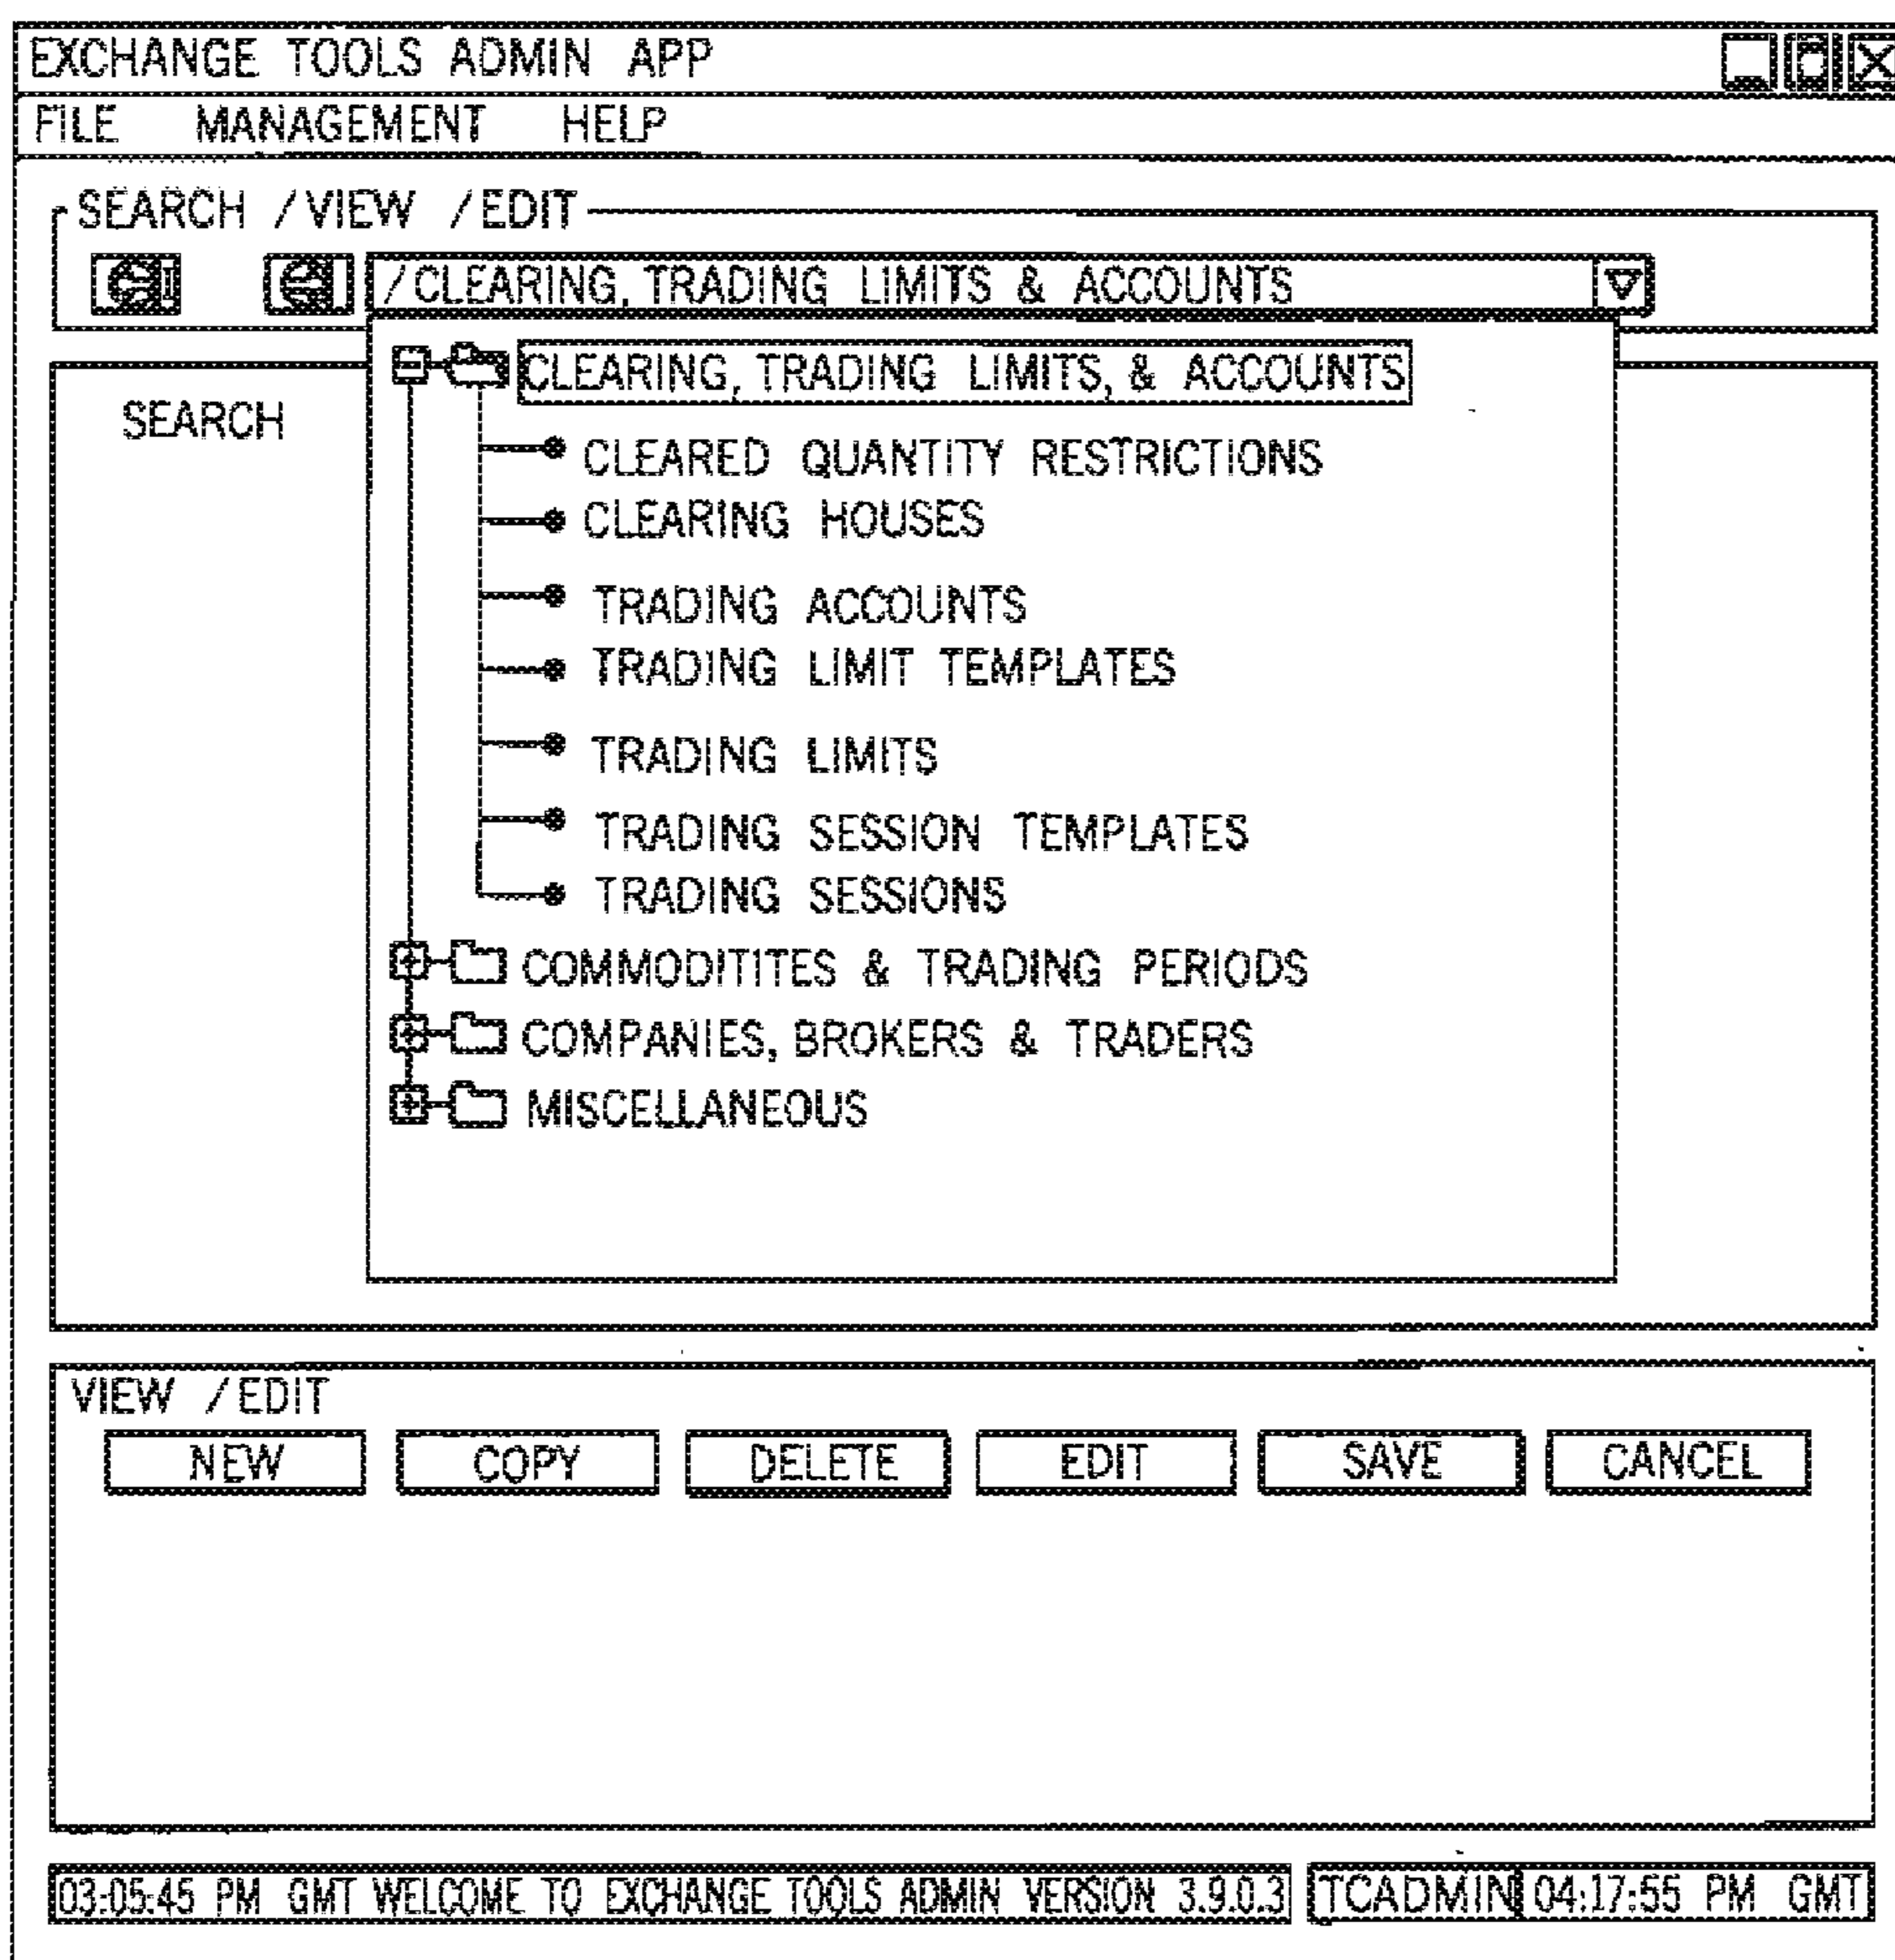 EXCHANGE TOOLS ADMIN APP
FILE MANAGEMENT HELP
SEARCH / VIEW / EDIT
/ CLEARING, TRADING LIMITS & ACCOUNTS
CLEARING, TRADING LIMITS, & ACCOUNTS
SEARCH
CLEARED QUANTITY RESTRICTIONS
CLEARING HOUSES
TRADING ACCOUNTS
TRADING LIMIT TEMPLATES
TRADING LIMITS
TRADING SESSION TEMPLATES
TRADING SESSIONS
COMMODITITES & TRADING PERIODS
COMPANIES, BROKERS & TRADERS
MISCELLANEOUS
VIEW / EDIT
NEW COPY DELETE EDIT SAVE CANCEL
03:05:45 PM GMT WELCOME TO EXCHANGE TOOLS ADMIN VERSION 3.9.0.3 TCADMIN 04:17:55 PM GMT